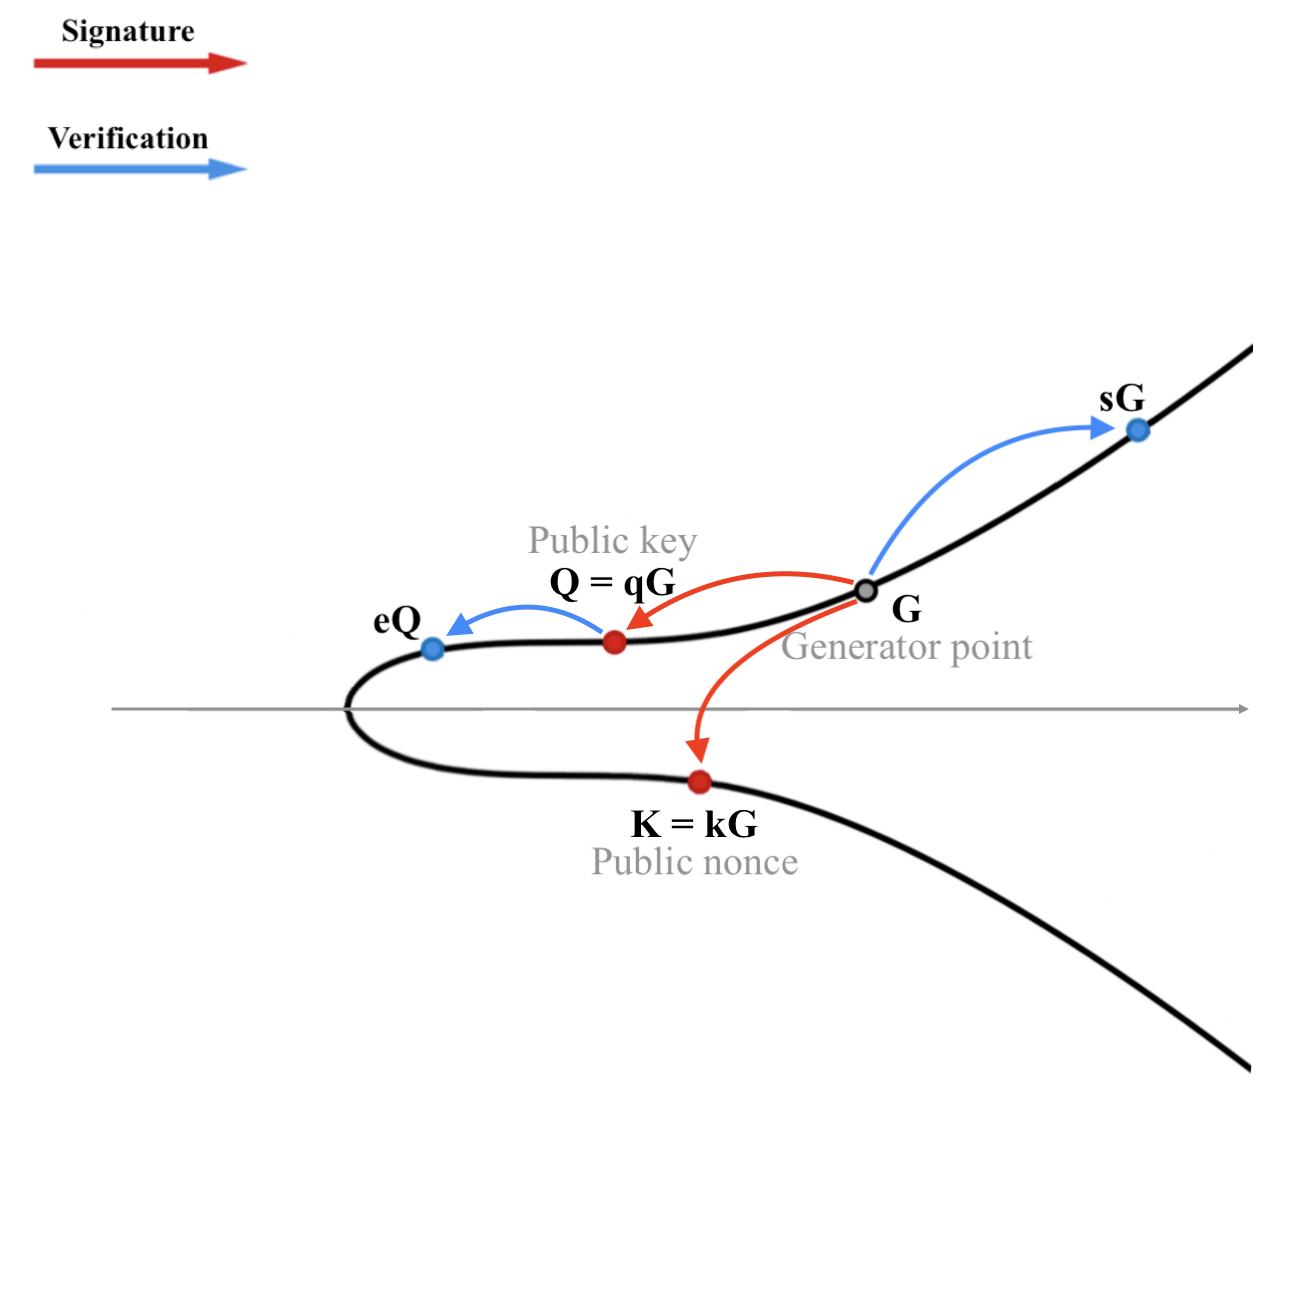 Signature
Verification
sG
Public key
Q = qG
eQ
G
Generator point
K = kG
Public nonce